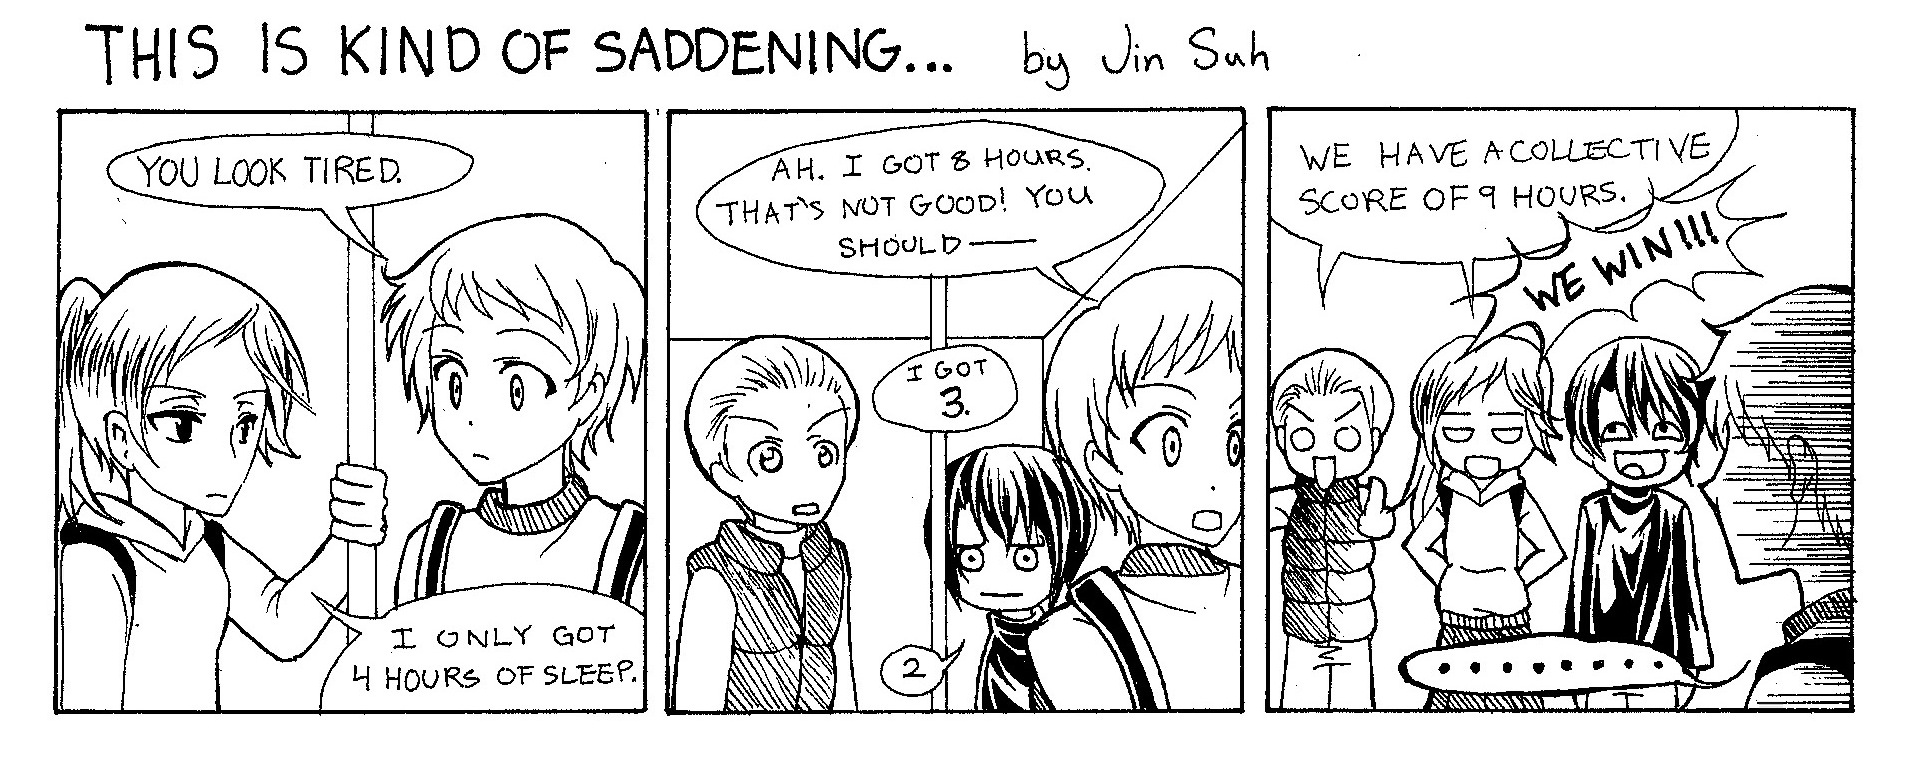 THIS IS KIND OF SADDENING... by Jin Suh
YOU LOOK TIRED.
I ONLY GOT
4 HOURS OF SLEEP.
AH. I GOT 8 HOURS.
THAT'S NOT GOOD! YOU
SHOULD——
I GOT
3.
2
WE HAVE A COLLECTIVE
SCORE OF 9 HOURS.
WE WIN!!!
........